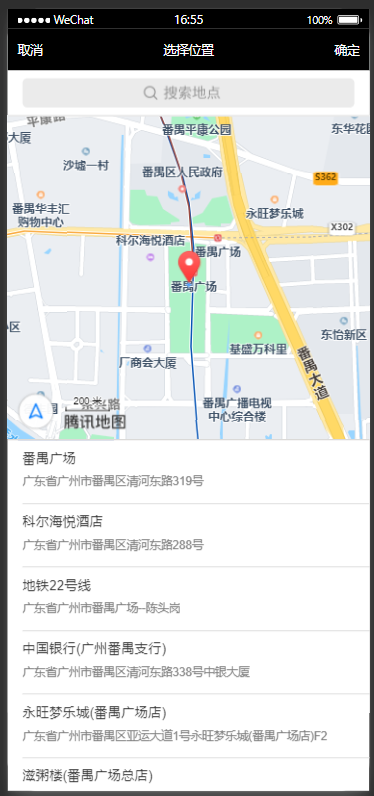 WeChat 16:55 100%
取消 选择位置 确定
搜索地点
平康路
番禺平康公园
东华花园
大厦
沙墟一村
番禺区人民政府
S362
番禺华丰汇
购物中心
永旺梦乐城
X302
科尔海悦酒店
番禺广场
番禺广场
小区
东怡新区
基盛万科里
厂商会大厦
番禺大道
番禺广播电视
中心综合楼
200 米
东兴路
园
腾讯地图
番禺广场
广东省广州市番禺区清河东路319号
科尔海悦酒店
广东省广州市番禺区清河东路288号
地铁22号线
广东省广州市番禺广场--陈头岗
中国银行(广州番禺支行)
广东省广州市番禺区清河东路338号中银大厦
永旺梦乐城(番禺广场店)
广东省广州市番禺区亚运大道1号永旺梦乐城(番禺广场店)F2
滋粥楼(番禺广场总店)